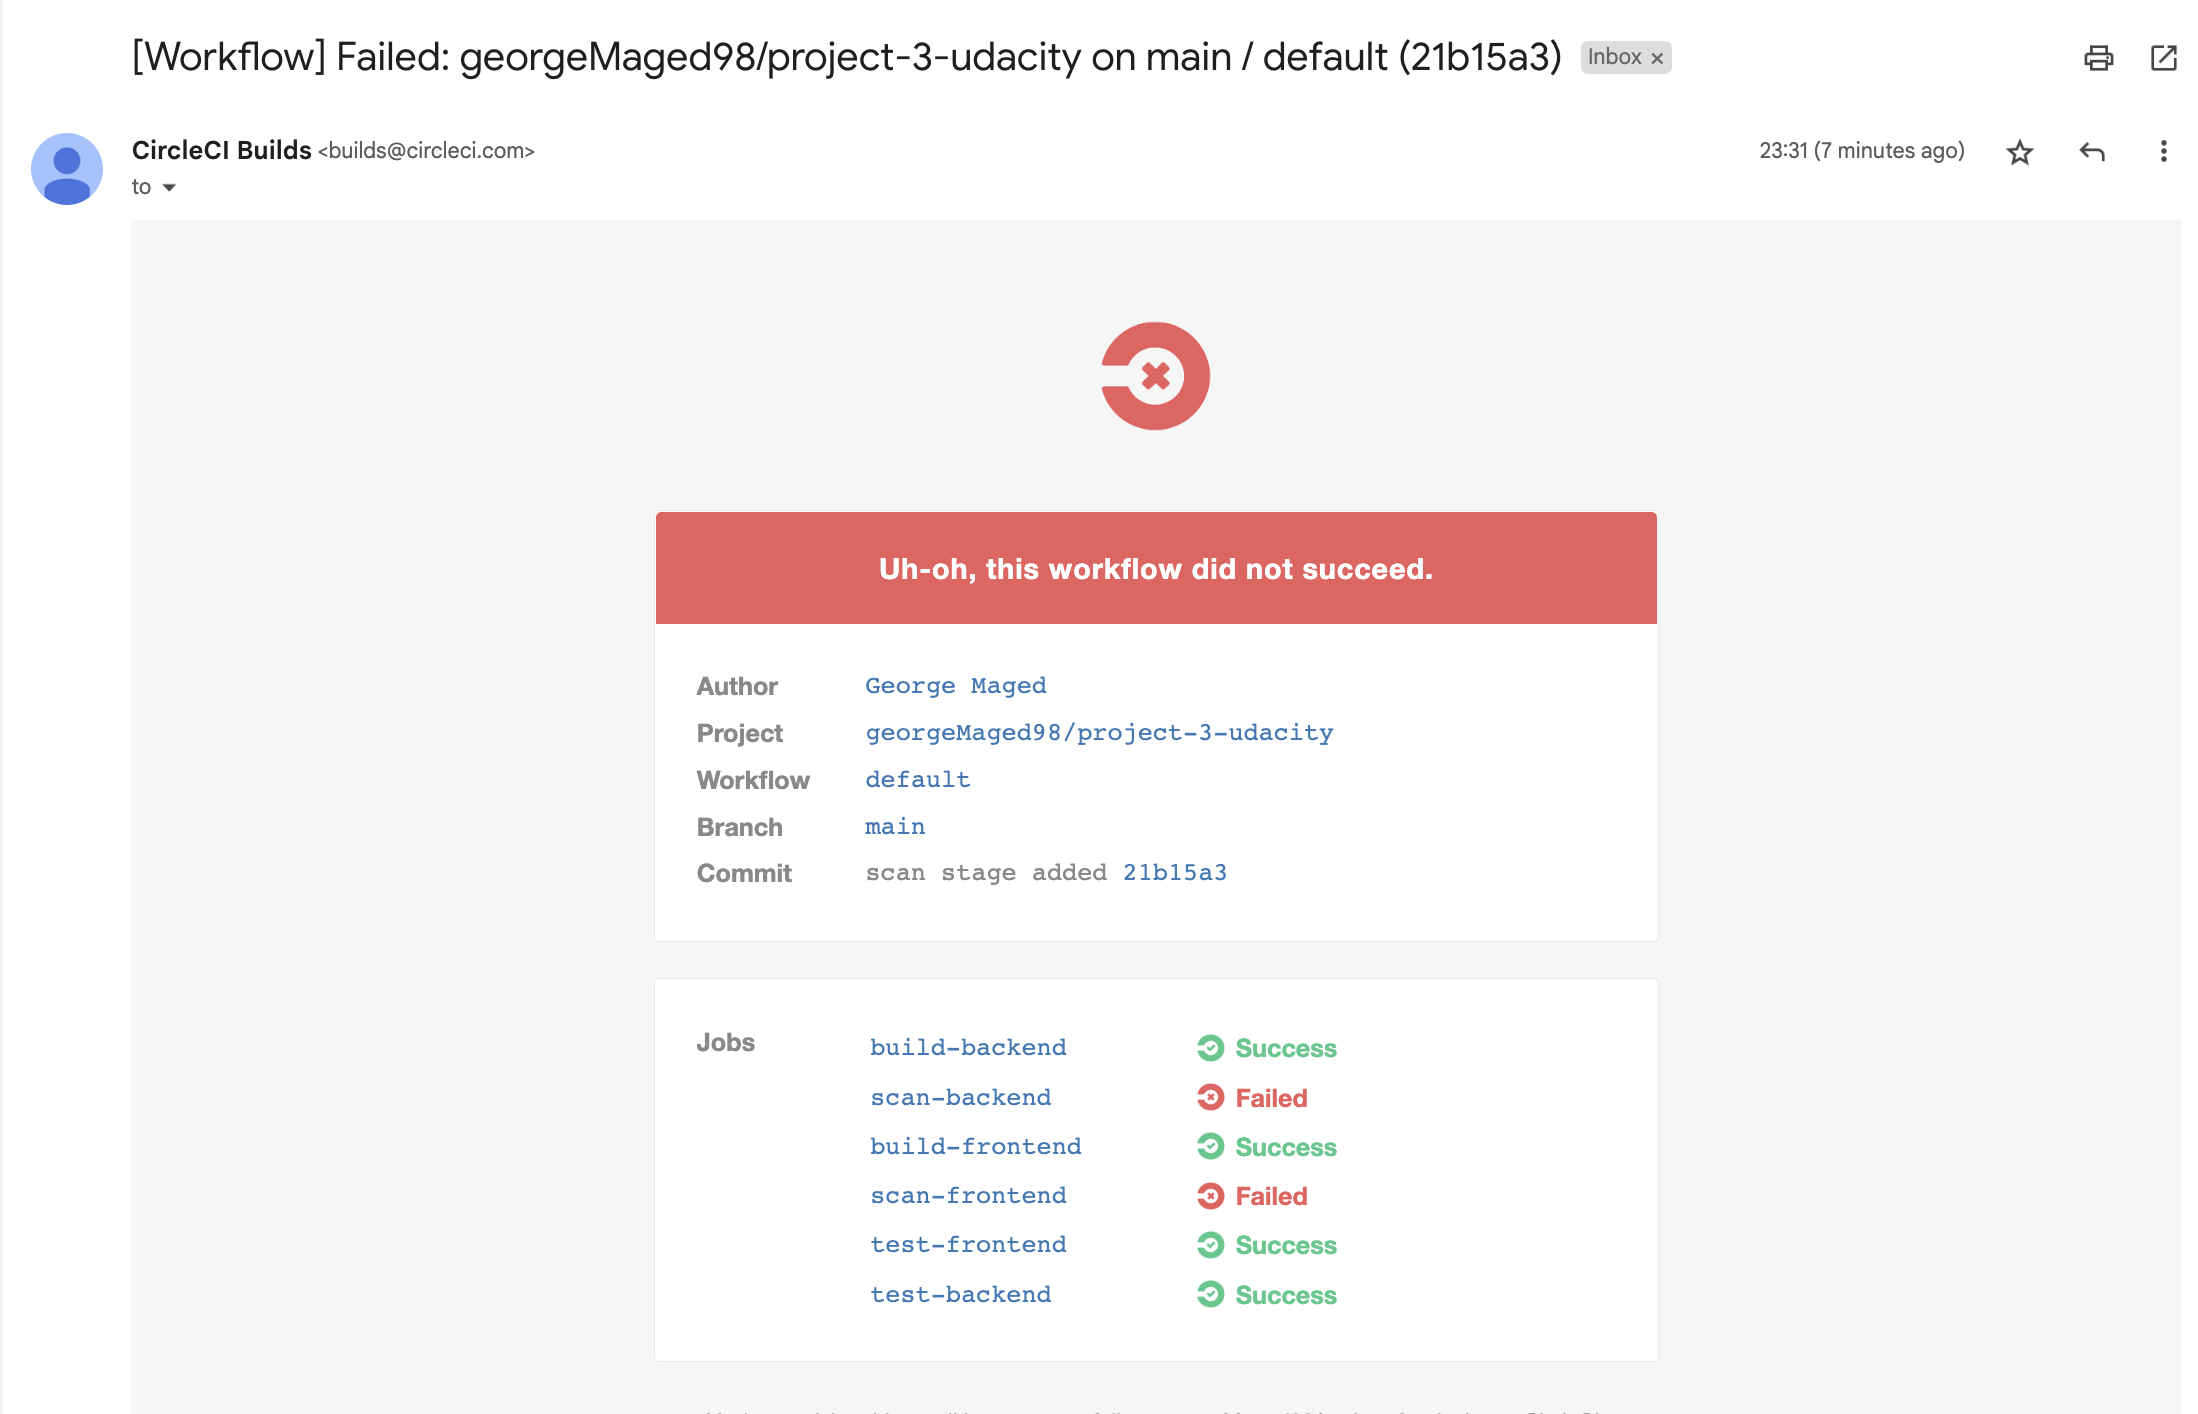 [Workflow] Failed: georgeMaged98/project-3-udacity on main / default (21b15a3) Inbox ×
CircleCI Builds <builds@circleci.com> 23:31 (7 minutes ago)
to
Uh-oh, this workflow did not succeed.
Author George Maged
Project georgeMaged98/project-3-udacity
Workflow default
Branch main
Commit scan stage added 21b15a3
Jobs build-backend Success
scan-backend Failed
build-frontend Success
scan-frontend Failed
test-frontend Success
test-backend Success